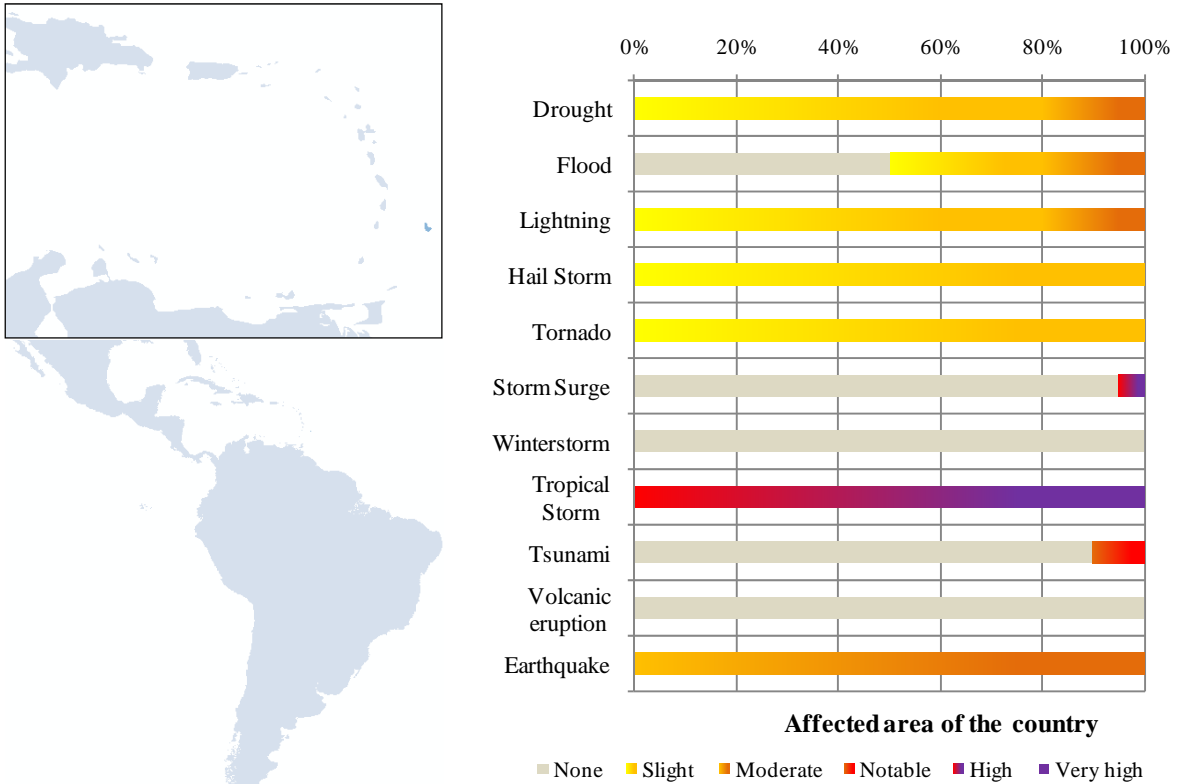 0% 20% 40% 60% 80% 100%
Drought
Flood
Lightning
Hail Storm
Tornado
Storm Surge
Winterstorm
Tropical
Storm
Tsunami
Volcanic
eruption
Earthquake
Affected area of the country
None Slight Moderate Notable High Very high